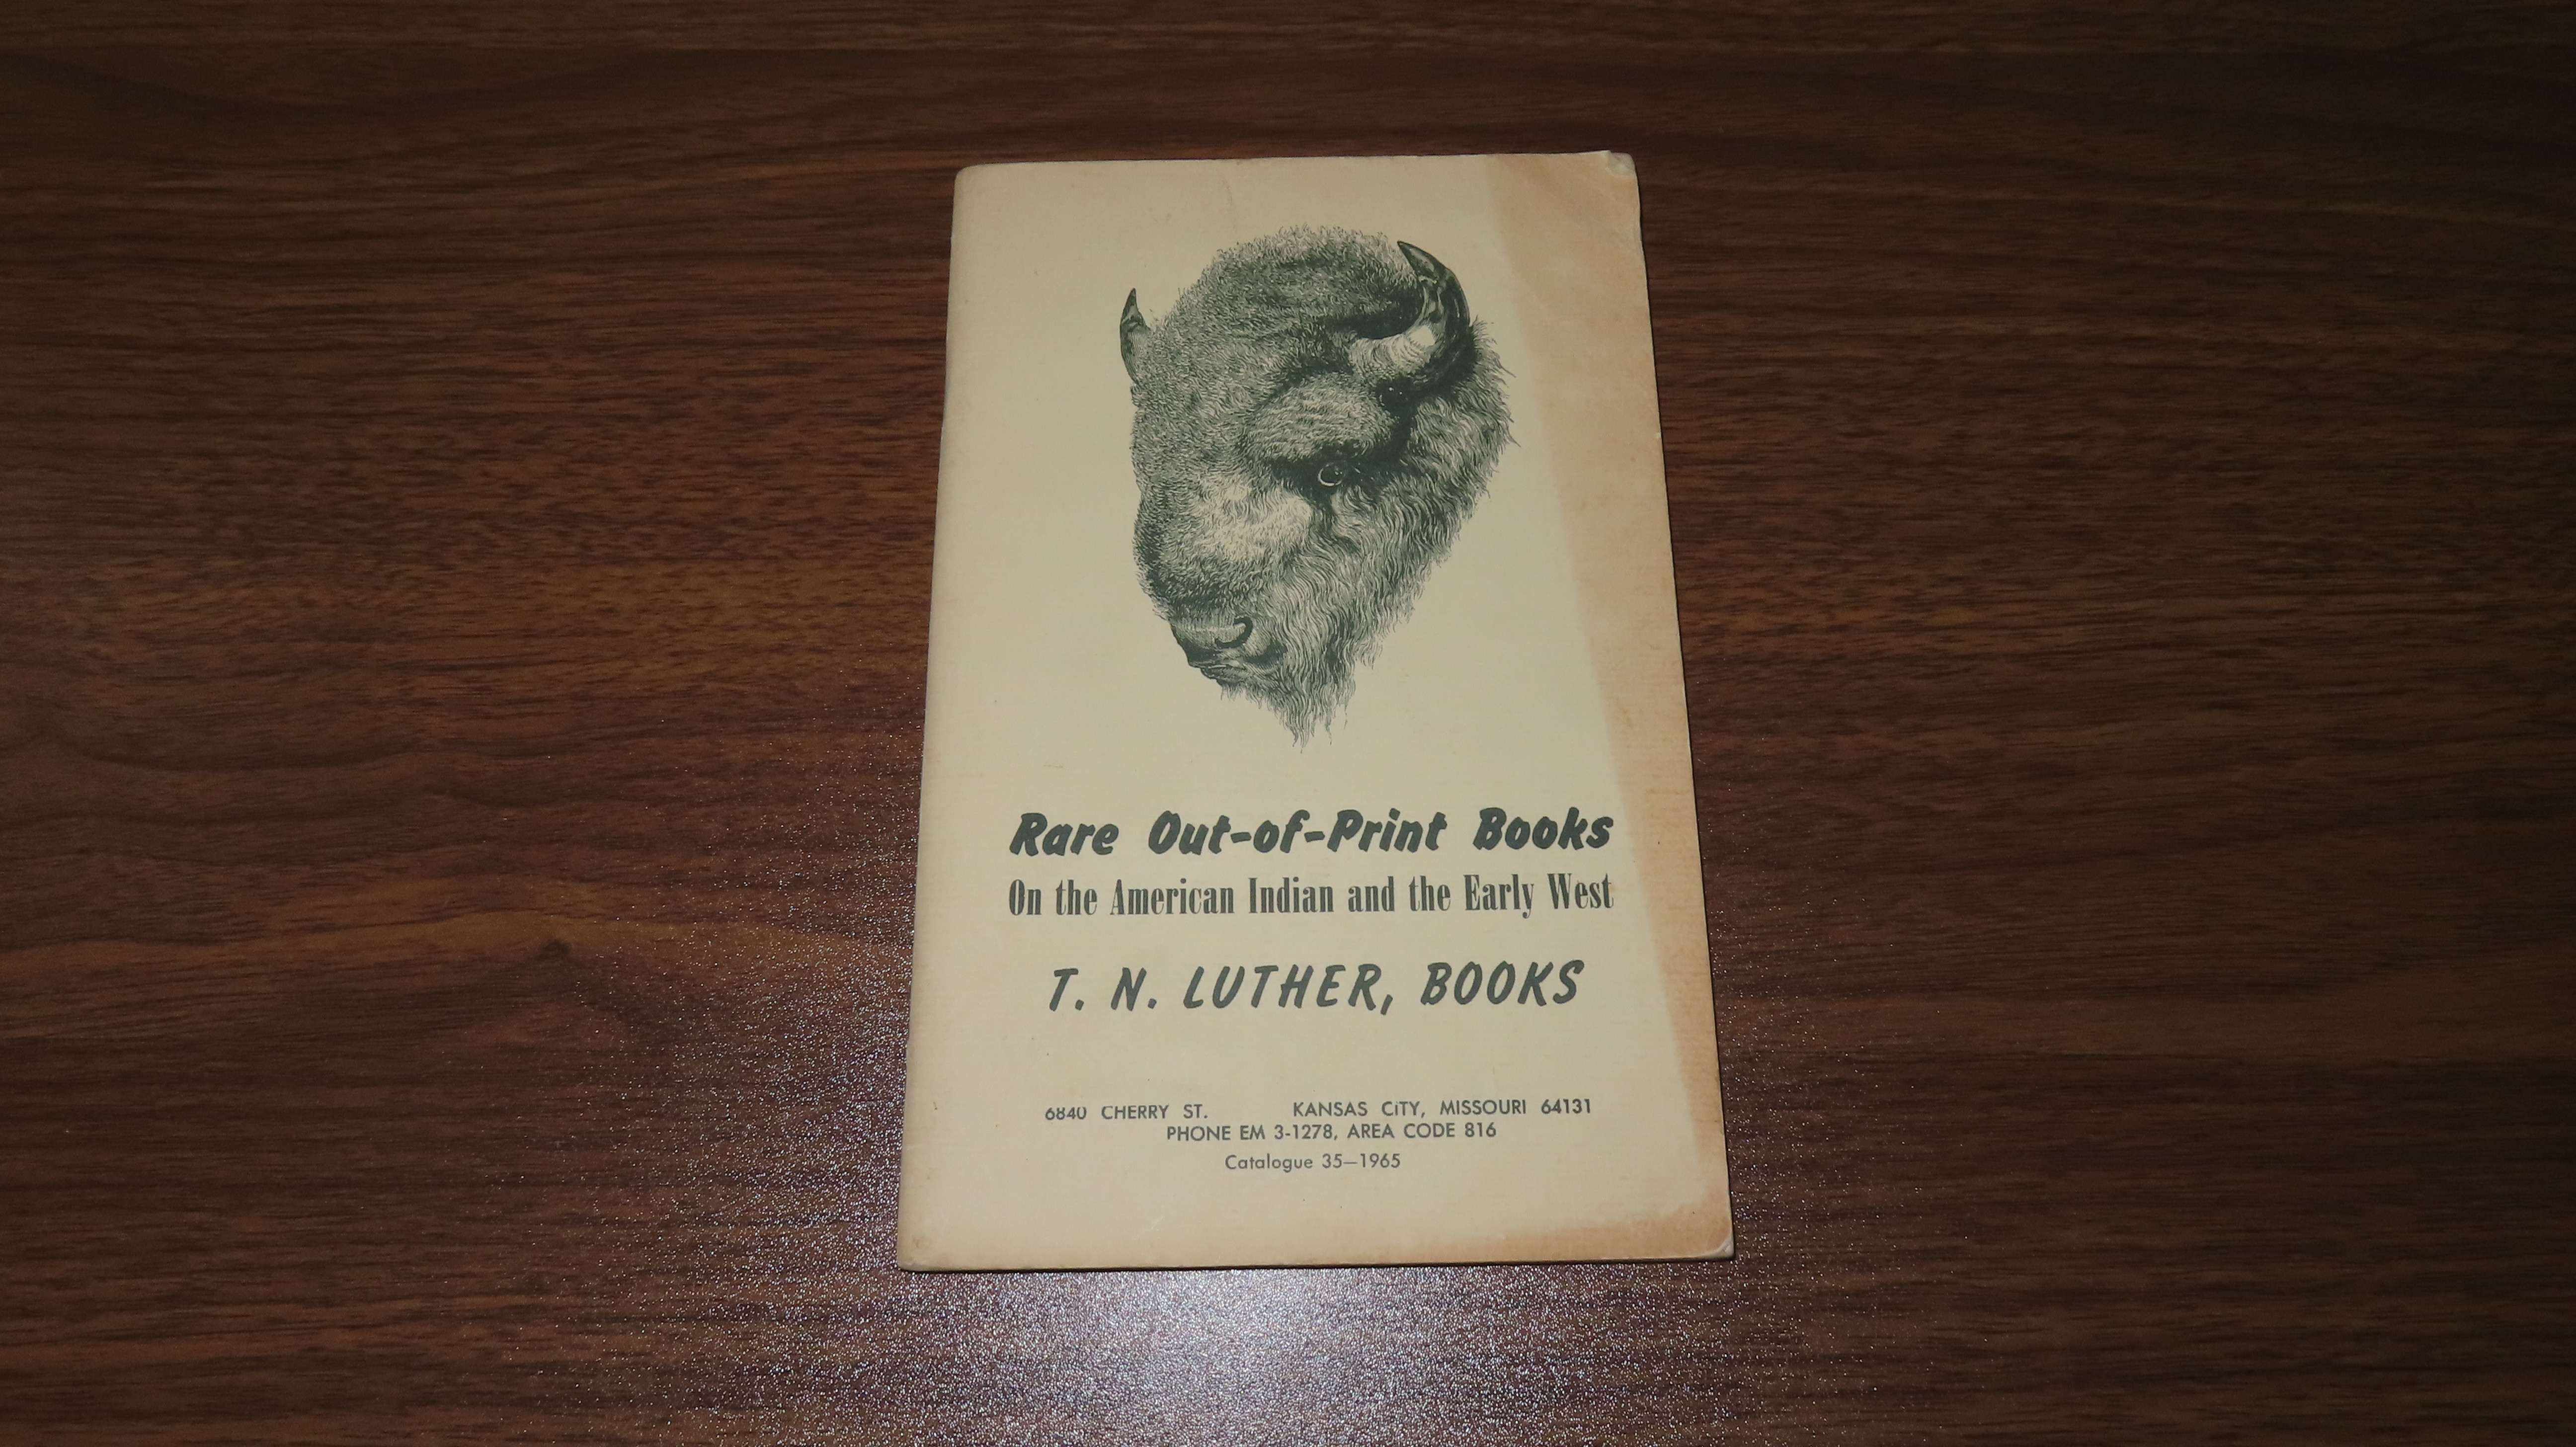 Rare Out-of-Print Books
On the American Indian and the Early West
T. N. LUTHER, BOOKS
6840 CHERRY ST. KANSAS CiTY, MISSOURI 64131
PHONE EM 3-1278, AREA CODE 816
Catalogue 35—1965